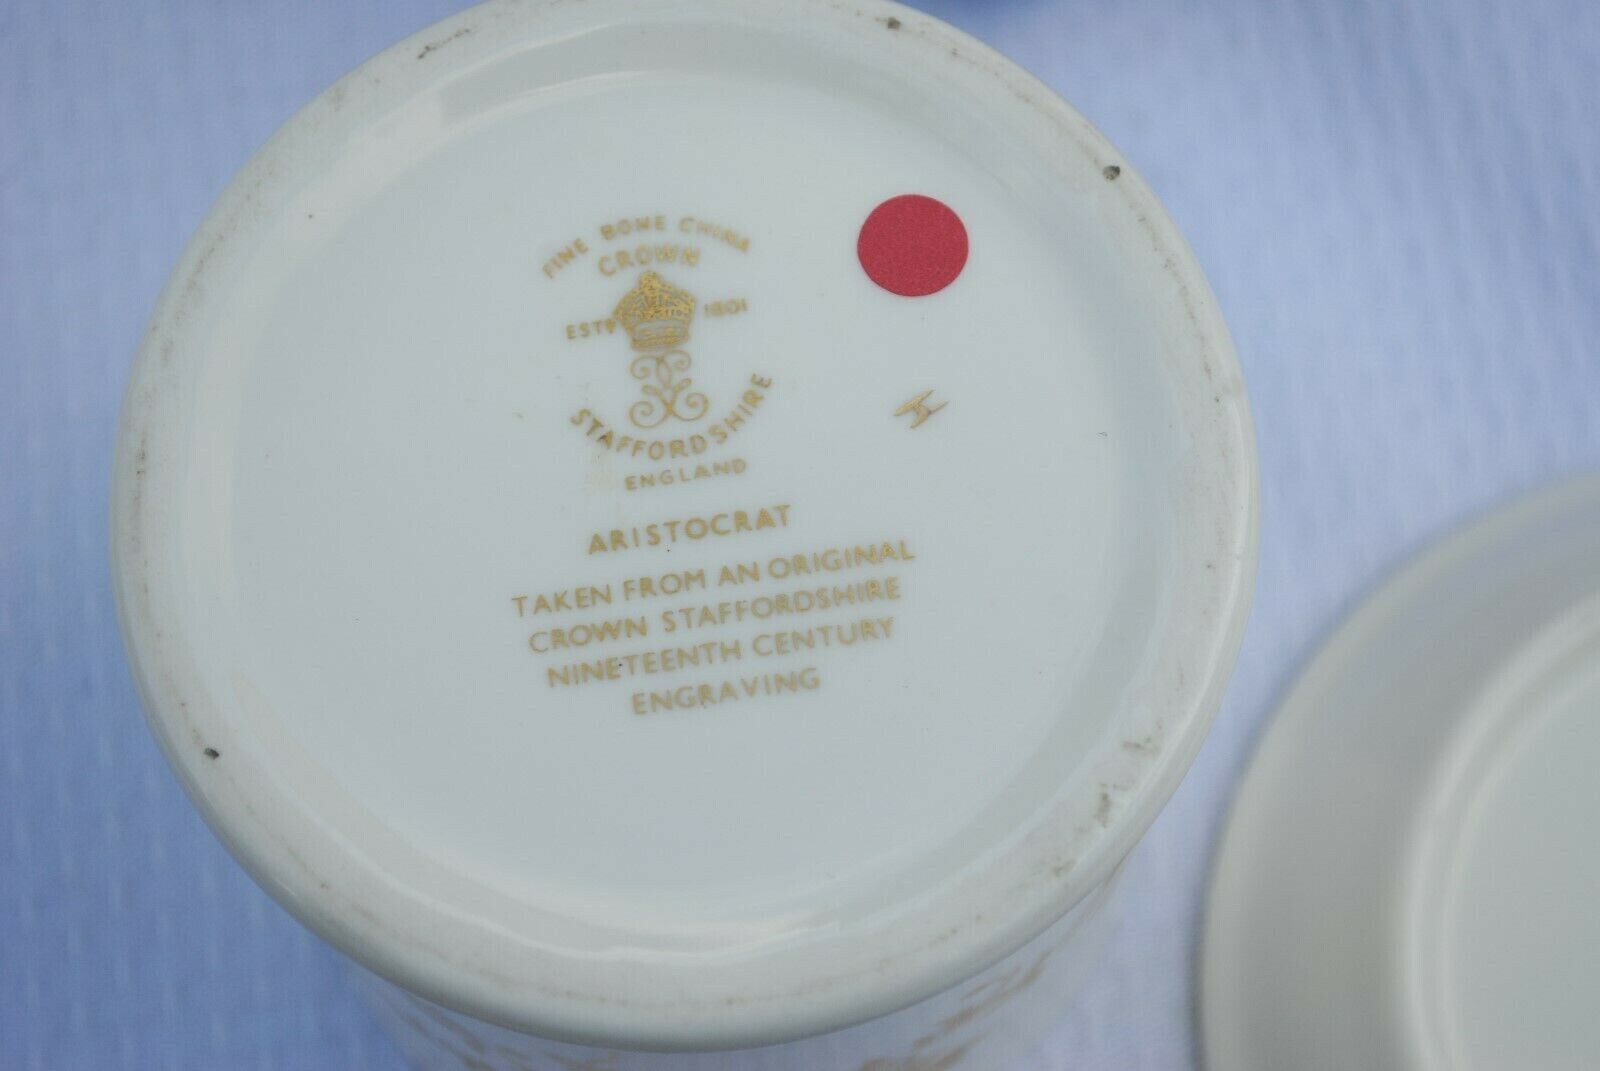 FINE BONE CHINA
CROWN
ESTD 1801
STAFFORDSHIRE
ENGLAND
ARISTOCRAT
TAKEN FROM AN ORIGINAL
CROWN STAFFORDSHIRE
NINETEENTH CENTURY
ENGRAVING